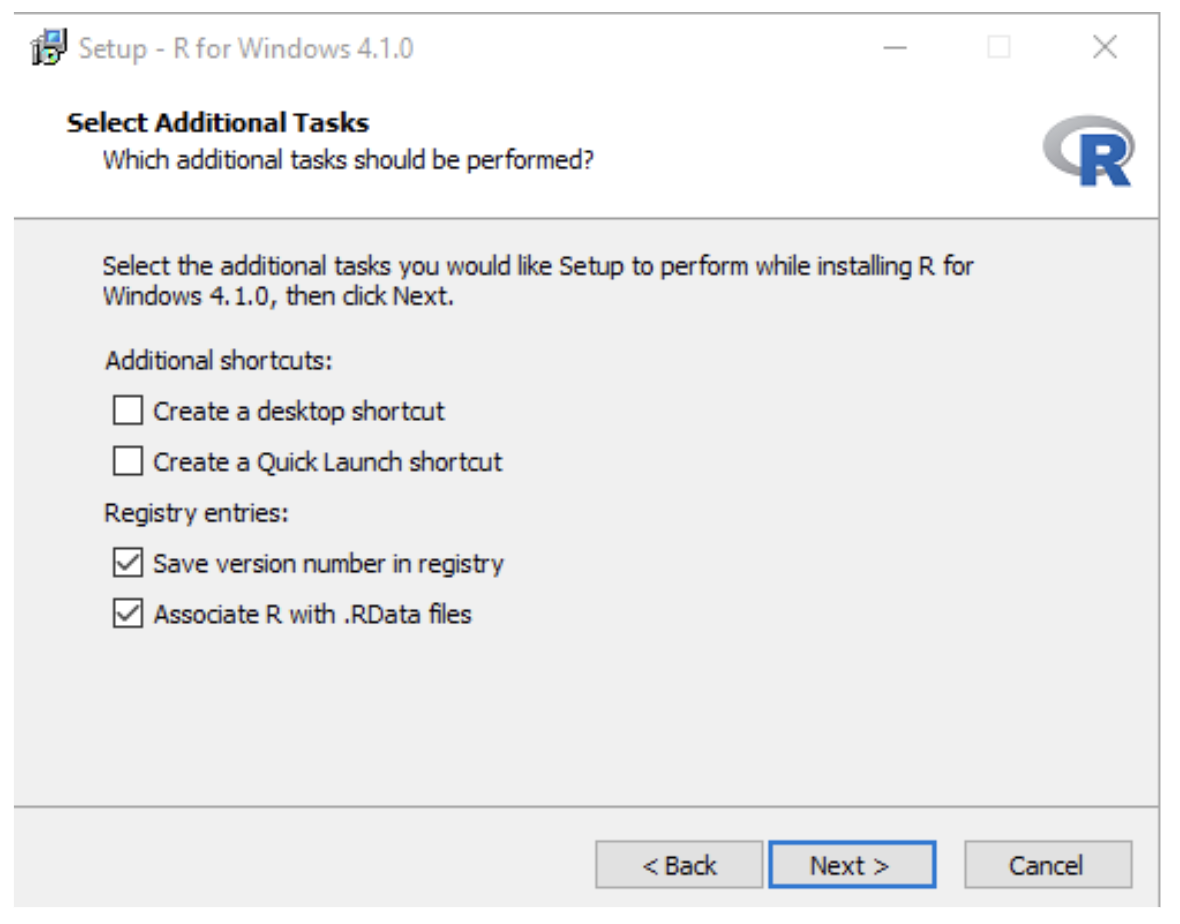 Setup - R for Windows 4.1.0
Select Additional Tasks
Which additional tasks should be performed?
R
Select the additional tasks you would like Setup to perform while installing R for
Windows 4.1.0, then click Next.
Additional shortcuts:
Create a desktop shortcut
Create a Quick Launch shortcut
Registry entries:
Save version number in registry
Associate R with .RData files
< Back Next > Cancel